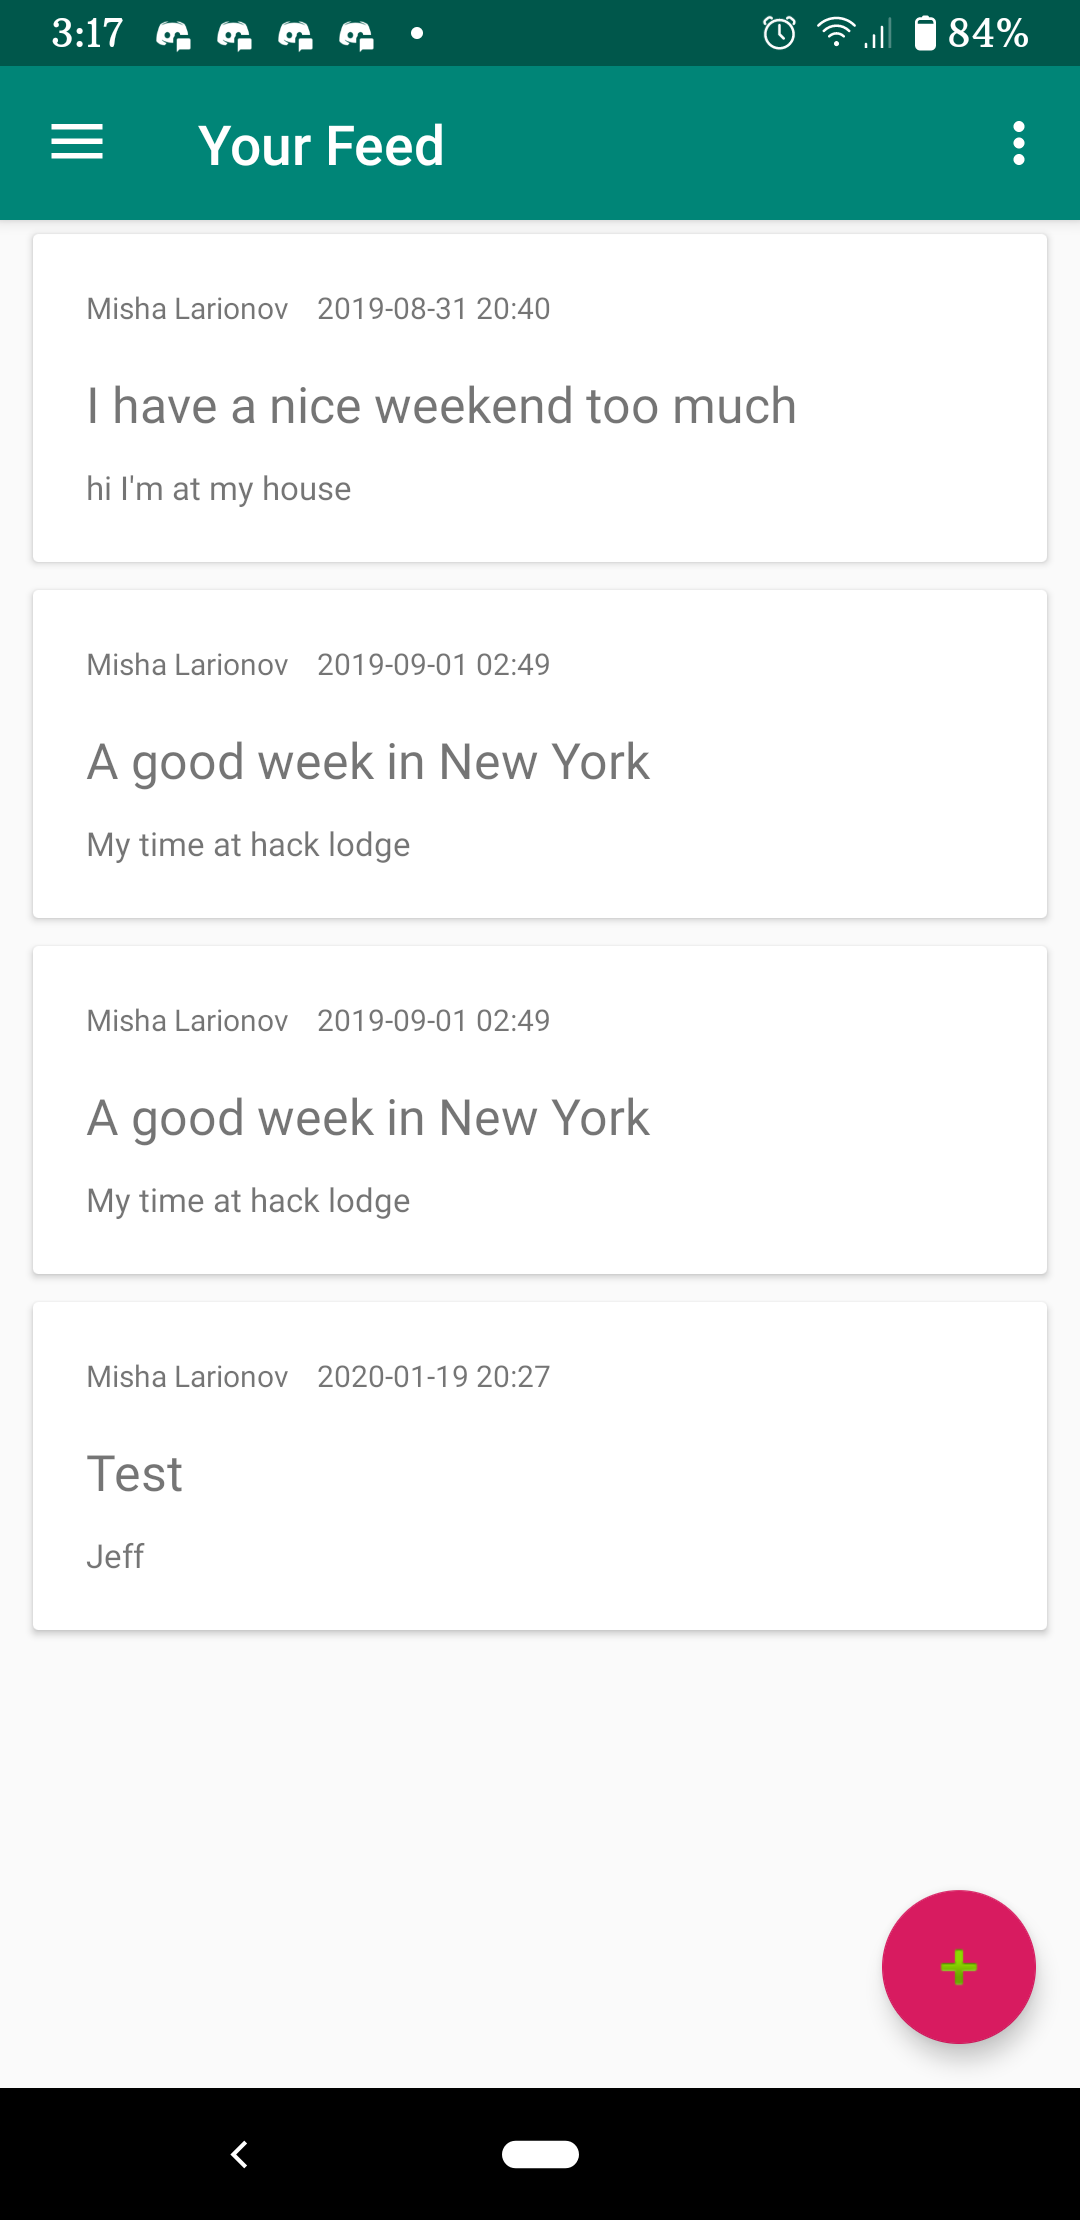 3:17 84%
Your Feed
Misha Larionov 2019-08-31 20:40
I have a nice weekend too much
hi I'm at my house
Misha Larionov 2019-09-01 02:49
A good week in New York
My time at hack lodge
Misha Larionov 2019-09-01 02:49
A good week in New York
My time at hack lodge
Misha Larionov 2020-01-19 20:27
Test
Jeff